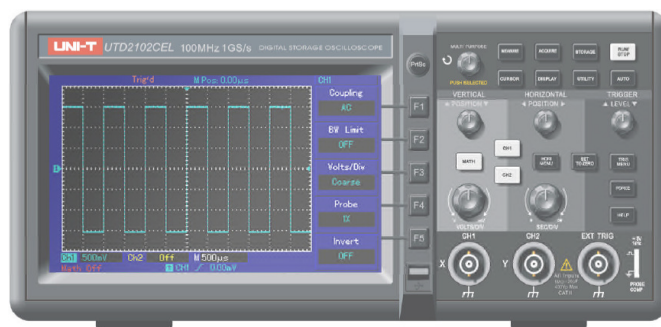 UNI-T UTD2102CEL 100MHz 1GS/s DIGITAL STORAGE OSCILLOSCOPE
Trig'd M Pos: 0.00μs CH1
Coupling
AC
BW Limit
OFF
Volts/Div
Coarse
Probe
1X
Invert
OFF
CH1 500mV Ch2 Off M 500μs
Math Off CH1 0.00mV
PrtSc
F1
F2
F3
F4
F5
MULTI PURPOSE
PUSH SELECTED
MEASURE ACQUIRE STORAGE RUN/STOP
CURSOR DISPLAY UTILITY AUTO
VERTICAL HORIZONTAL TRIGGER
▲ POSITION ▼ ◀ POSITION ▶ ▲ LEVEL ▼
CH1
MATH HORI MENU SET TO ZERO TRIG MENU
CH2
FORCE
HELP
VOLTS/DIV SEC/DIV
CH1 CH2 EXT TRIG
X Y
PROBE COMP